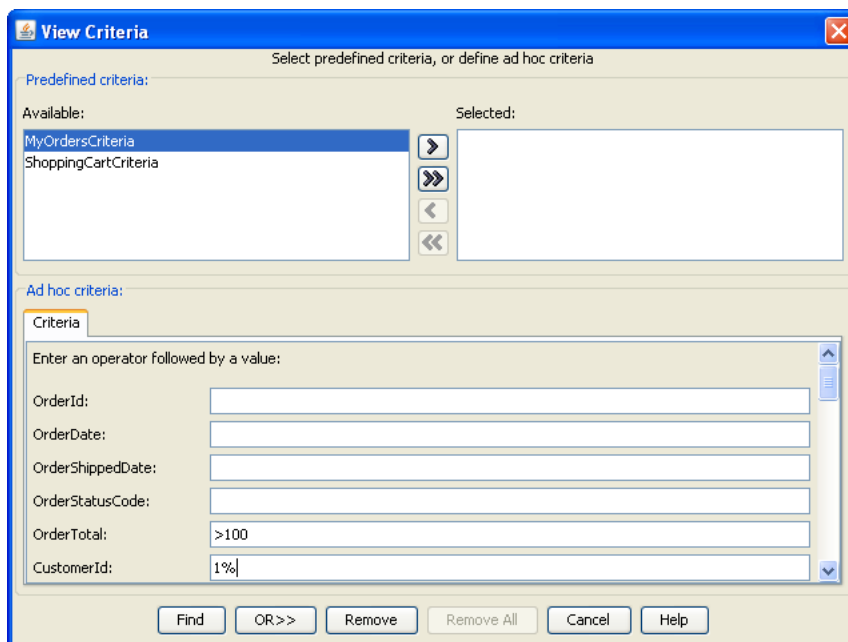 View Criteria
Select predefined criteria, or define ad hoc criteria
Predefined criteria:
Available:
Selected:
MyOrdersCriteria
ShoppingCartCriteria
Ad hoc criteria:
Criteria
Enter an operator followed by a value:
OrderId:
OrderDate:
OrderShippedDate:
OrderStatusCode:
OrderTotal: >100
CustomerId: 1%
Find OR>> Remove Remove All Cancel Help